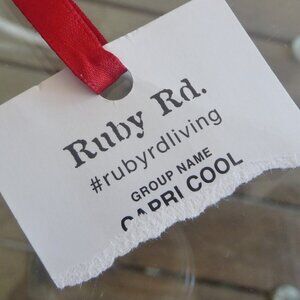 Ruby Rd.
#rubyrdliving
GROUP NAME
CAPRI COOL